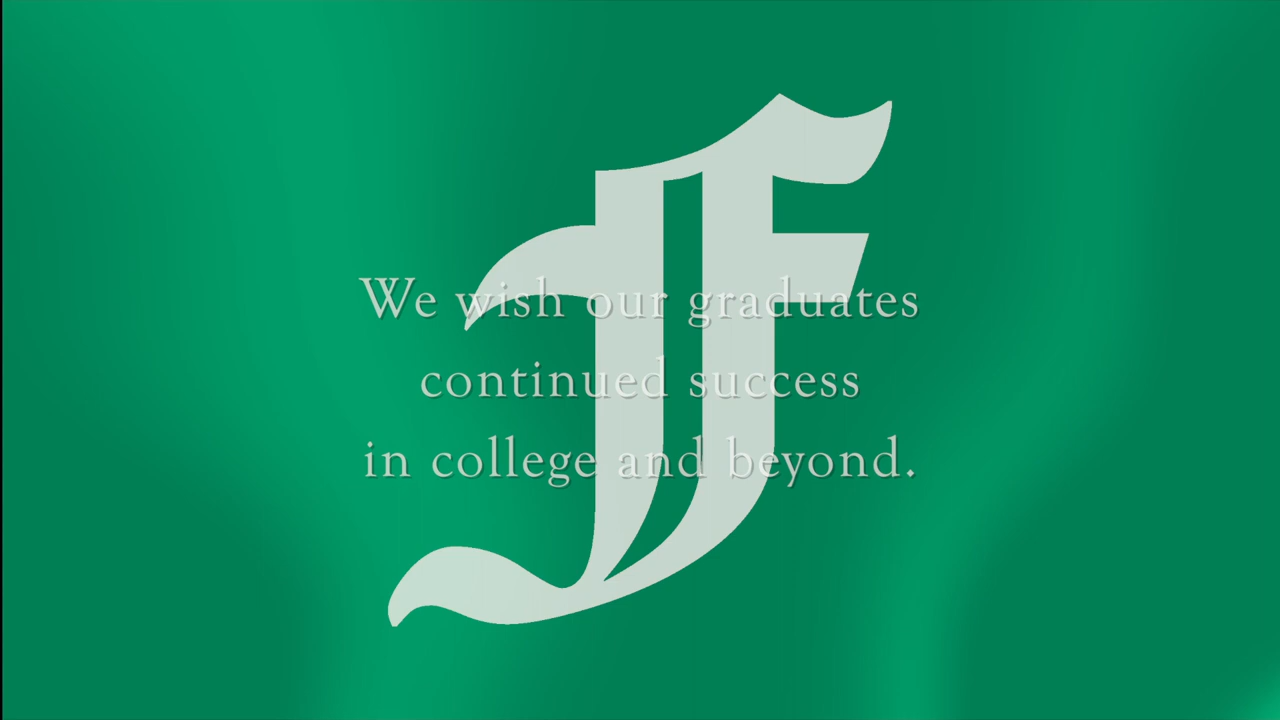 F
We wish our graduates
continued success
in college and beyond.